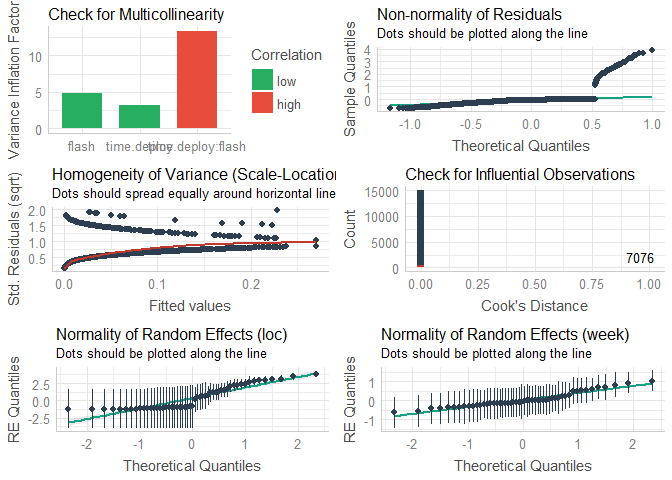 Check for Multicollinearity
Variance Inflation Factor
10
5
0
flash
time.deploy
time.deploy:flash
Correlation
low
high
Non-normality of Residuals
Dots should be plotted along the line
Sample Quantiles
4
3
2
1
0
-1.0
-0.5
0.0
0.5
1.0
Theoretical Quantiles
Homogeneity of Variance (Scale-Location
Dots should spread equally around horizontal line
Std. Residuals (sqrt)
2.0
1.5
1.0
0.5
0.0
0.1
0.2
Fitted values
Check for Influential Observations
Count
15000
10000
5000
0
7076
0.00
0.25
0.50
0.75
1.00
Cook's Distance
Normality of Random Effects (loc)
Dots should be plotted along the line
RE Quantiles
2.5
0.0
-2.5
-2
-1
0
1
2
Theoretical Quantiles
Normality of Random Effects (week)
Dots should be plotted along the line
RE Quantiles
1
0
-1
-2
-1
0
1
2
Theoretical Quantiles